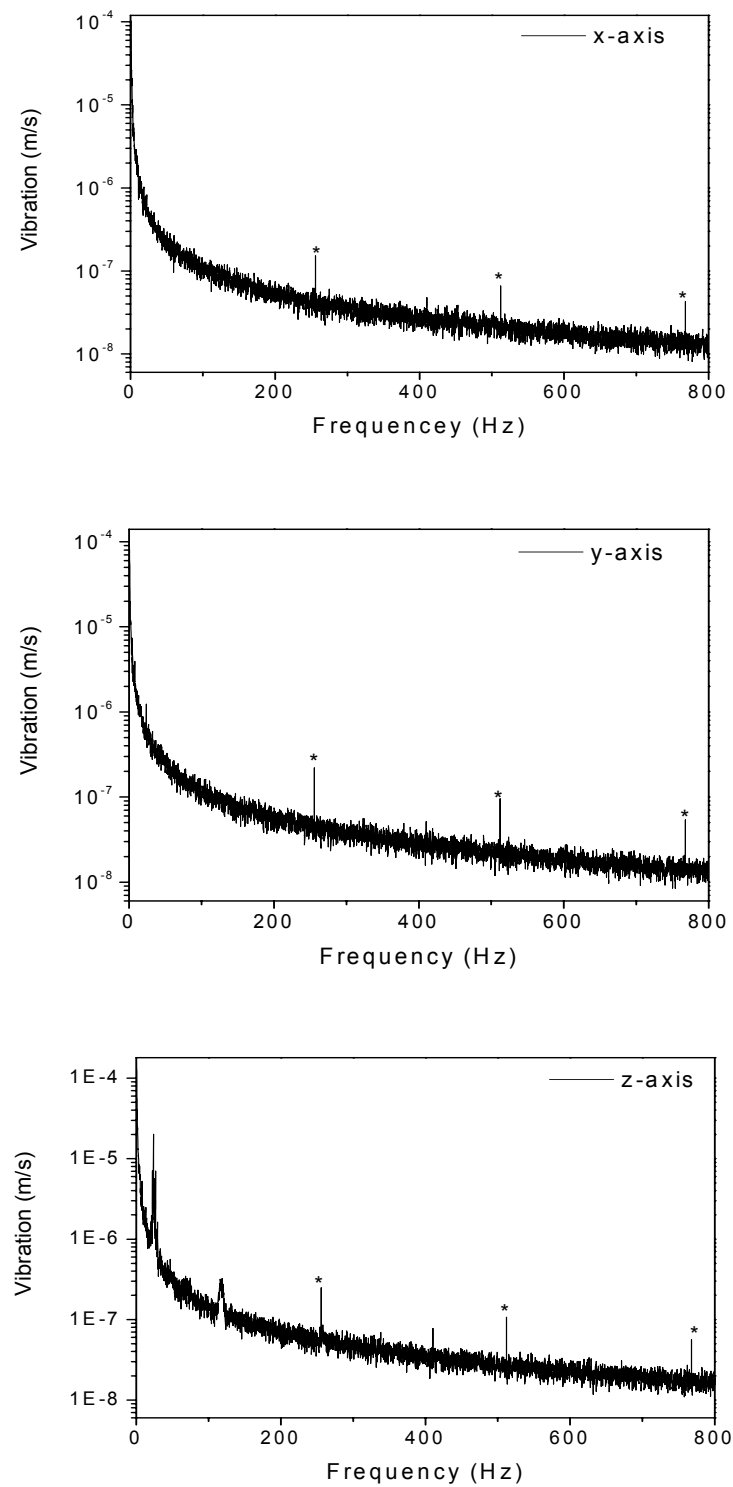 10⁻⁴
x-axis
10⁻⁵
10⁻⁶
10⁻⁷
10⁻⁸
Vibration (m/s)
* * *
0 200 400 600 800
Frequencey (Hz)
10⁻⁴
y-axis
10⁻⁵
10⁻⁶
10⁻⁷
10⁻⁸
Vibration (m/s)
* * *
0 200 400 600 800
Frequency (Hz)
1E-4
z-axis
1E-5
1E-6
1E-7
1E-8
Vibration (m/s)
* * *
0 200 400 600 800
Frequency (Hz)